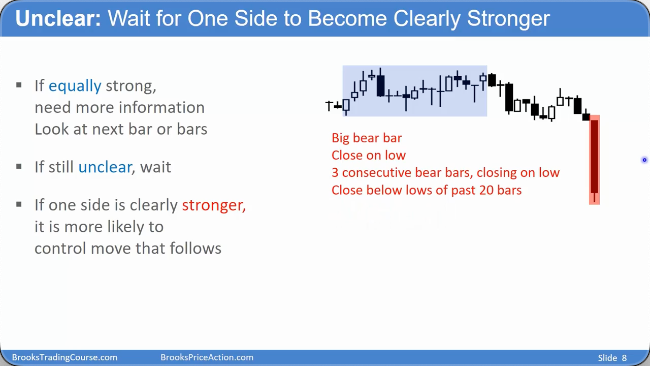 Unclear: Wait for One Side to Become Clearly Stronger
If equally strong,
need more information
Look at next bar or bars
If still unclear, wait
If one side is clearly stronger,
it is more likely to
control move that follows
Big bear bar
Close on low
3 consecutive bear bars, closing on low
Close below lows of past 20 bars
BrooksTradingCourse.com
BrooksPriceAction.com
Slide 8